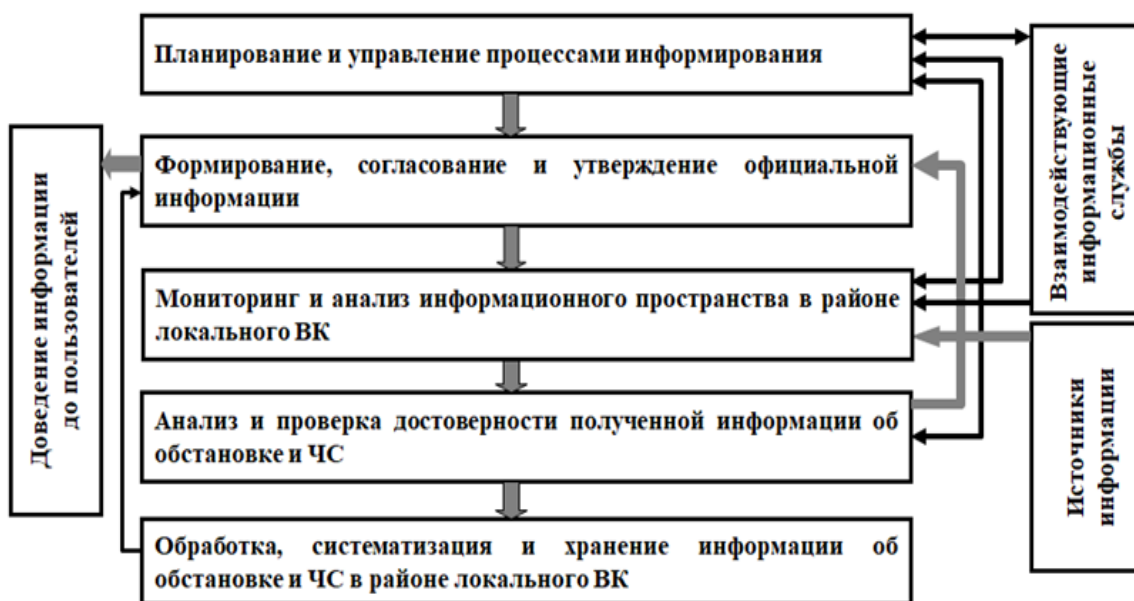 Планирование и управление процессами информирования
Формирование, согласование и утверждение официальной
информации
Мониторинг и анализ информационного пространства в районе
локального ВК
Анализ и проверка достоверности полученной информации об
обстановке и ЧС
Обработка, систематизация и хранение информации об
обстановке и ЧС в районе локального ВК
Доведение информации
до пользователей
Взаимодействующие
информационные
службы
Источники
информации